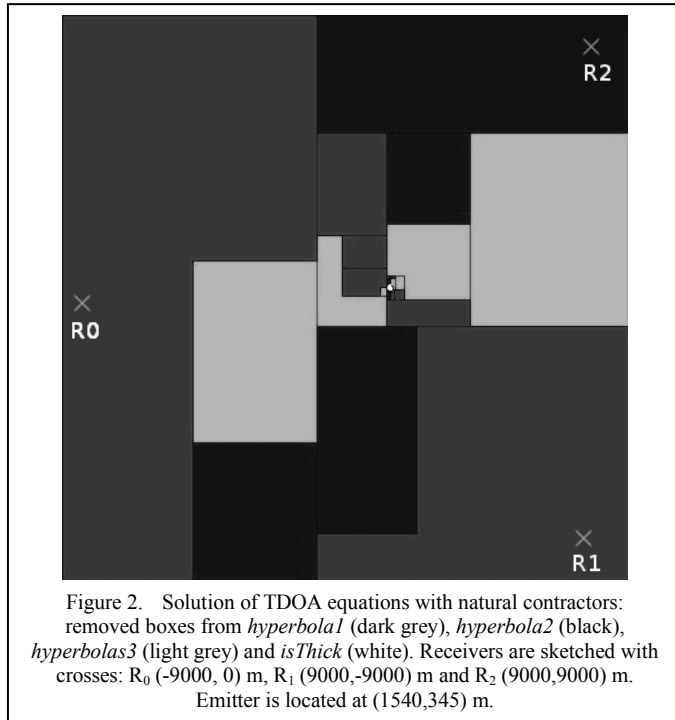 R2
R0
R1
Figure 2. Solution of TDOA equations with natural contractors:
removed boxes from hyperbola1 (dark grey), hyperbola2 (black),
hyperbolas3 (light grey) and isThick (white). Receivers are sketched with
crosses: R₀ (-9000, 0) m, R₁ (9000,-9000) m and R₂ (9000,9000) m.
Emitter is located at (1540,345) m.